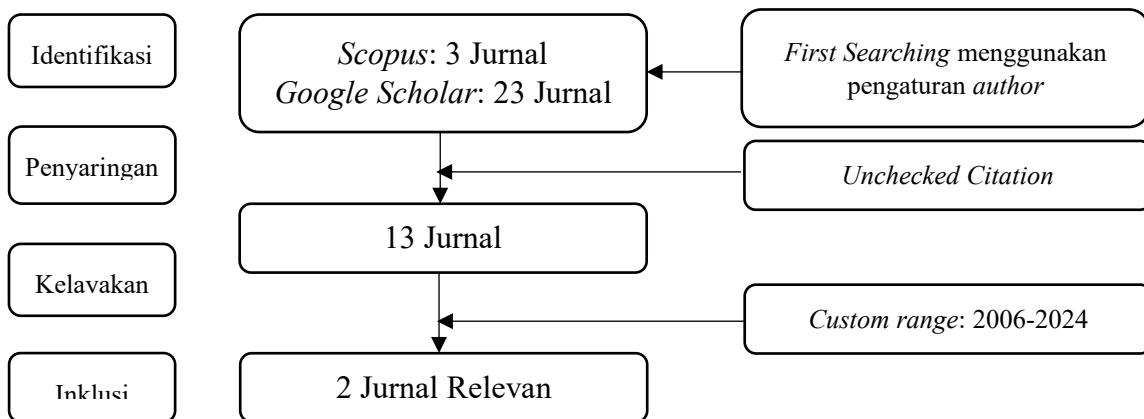 Identifikasi
Scopus: 3 Jurnal
Google Scholar: 23 Jurnal
First Searching menggunakan
pengaturan author
Penyaringan
Unchecked Citation
13 Jurnal
Kelayakan
Custom range: 2006-2024
Inklusi
2 Jurnal Relevan